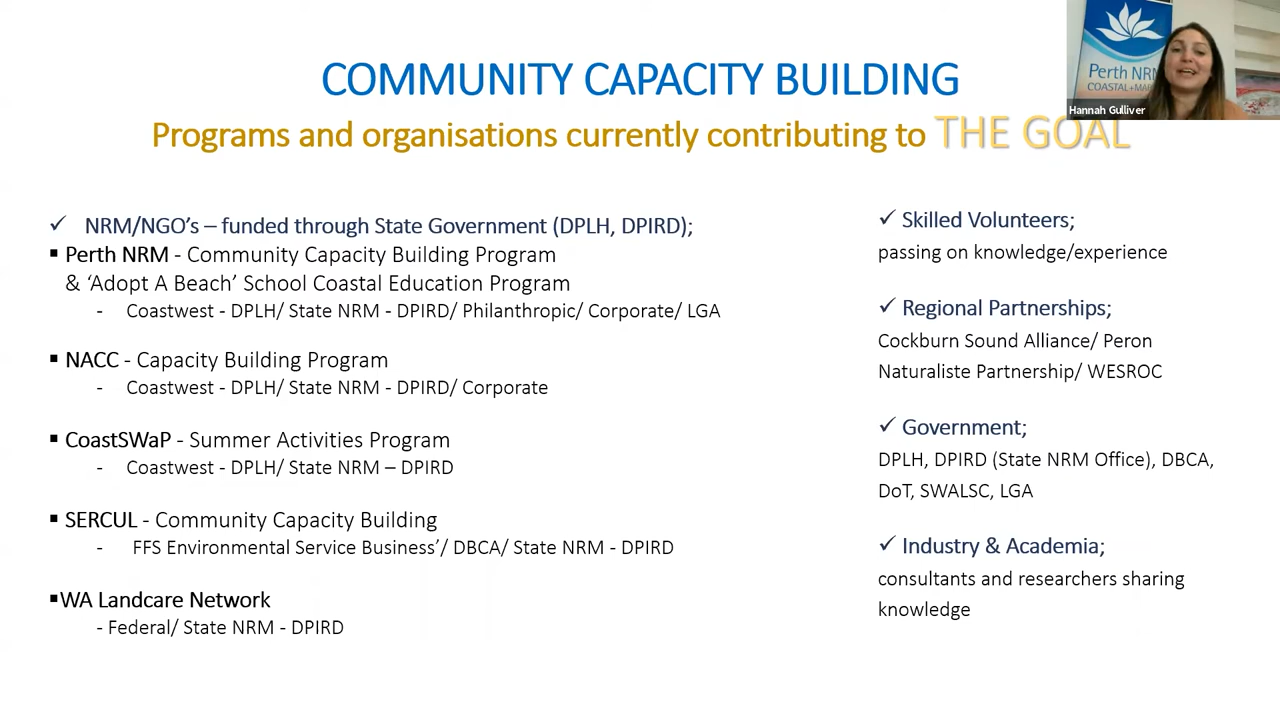 COMMUNITY CAPACITY BUILDING
Programs and organisations currently contributing to THE GOAL
Perth NRM
Hannah Gulliver
✓ NRM/NGO's – funded through State Government (DPLH, DPIRD);
▪ Perth NRM - Community Capacity Building Program
& 'Adopt A Beach' School Coastal Education Program
- Coastwest - DPLH/ State NRM - DPIRD/ Philanthropic/ Corporate/ LGA
▪ NACC - Capacity Building Program
- Coastwest - DPLH/ State NRM - DPIRD/ Corporate
▪ CoastSWaP - Summer Activities Program
- Coastwest - DPLH/ State NRM – DPIRD
▪ SERCUL - Community Capacity Building
- FFS Environmental Service Business'/ DBCA/ State NRM - DPIRD
▪WA Landcare Network
- Federal/ State NRM - DPIRD
✓ Skilled Volunteers;
passing on knowledge/experience
✓ Regional Partnerships;
Cockburn Sound Alliance/ Peron
Naturaliste Partnership/ WESROC
✓ Government;
DPLH, DPIRD (State NRM Office), DBCA,
DoT, SWALSC, LGA
✓ Industry & Academia;
consultants and researchers sharing
knowledge